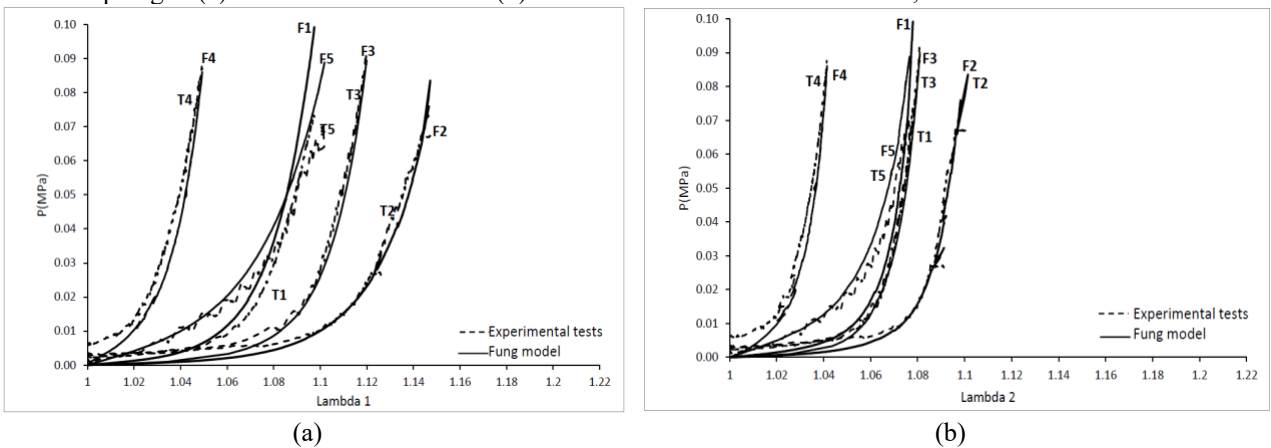 0.10
0.09
0.08
0.07
0.06
0.05
0.04
0.03
0.02
0.01
0.00
P(MPa)
1 1.02 1.04 1.06 1.08 1.1 1.12 1.14 1.16 1.18 1.2 1.22
Lambda 1
F4
T4
F1
F5
F3
T3
T5
F2
T2
T1
Experimental tests
Fung model
(a)
0.10
0.09
0.08
0.07
0.06
0.05
0.04
0.03
0.02
0.01
0.00
P(MPa)
1 1.02 1.04 1.06 1.08 1.1 1.12 1.14 1.16 1.18 1.2 1.22
Lambda 2
F1
F3
F2
T4 F4
T3
T2
T1
F5
T5
Experimental tests
Fung model
(b)